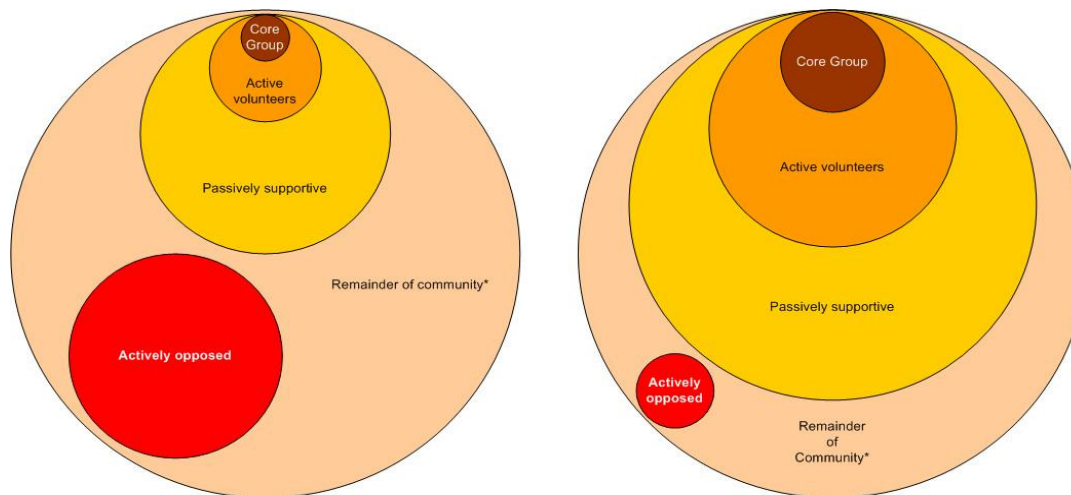 Core
Group
Active
volunteers
Passively supportive
Remainder of community*
Actively opposed
Core Group
Active volunteers
Passively supportive
Actively
opposed
Remainder
of
Community*